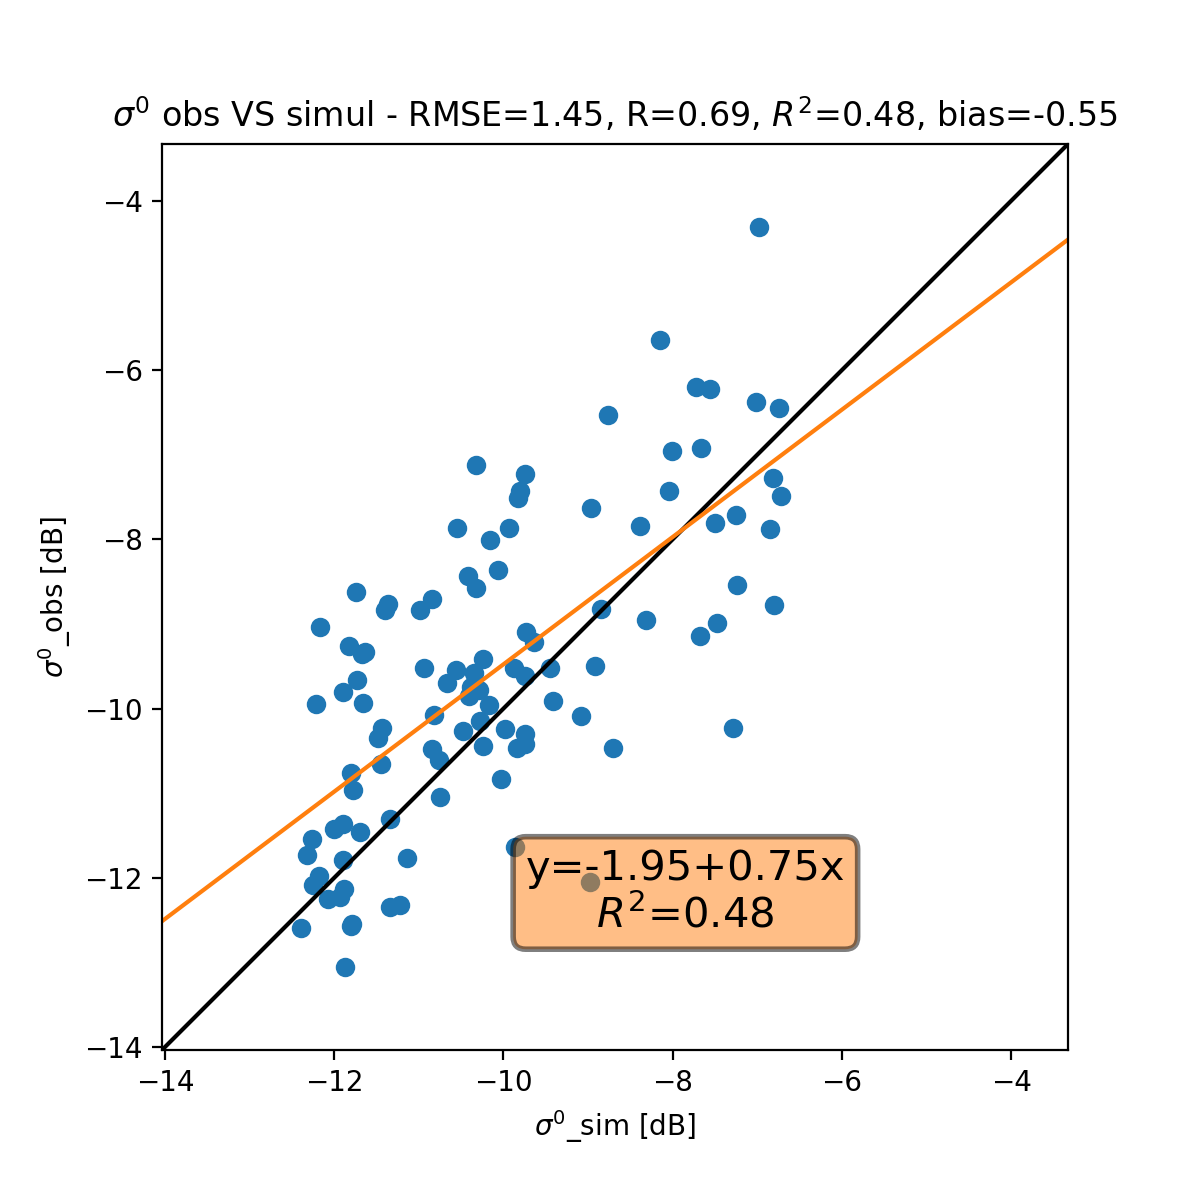 σ⁰ obs VS simul - RMSE=1.45, R=0.69, R²=0.48, bias=-0.55
−4
−6
−8
−10
−12
−14
σ⁰_obs [dB]
y=-1.95+0.75x
R²=0.48
−14
−12
−10
−8
−6
−4
σ⁰_sim [dB]